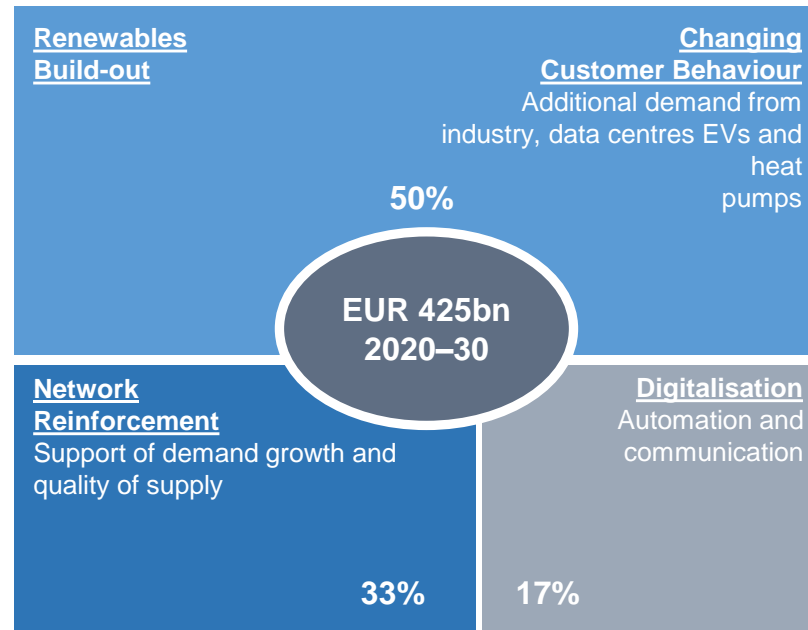 Renewables
Build-out
Changing
Customer Behaviour
Additional demand from
industry, data centres EVs and
heat
pumps
50%
EUR 425bn
2020–30
Network
Reinforcement
Support of demand growth and
quality of supply
33%
Digitalisation
Automation and
communication
17%